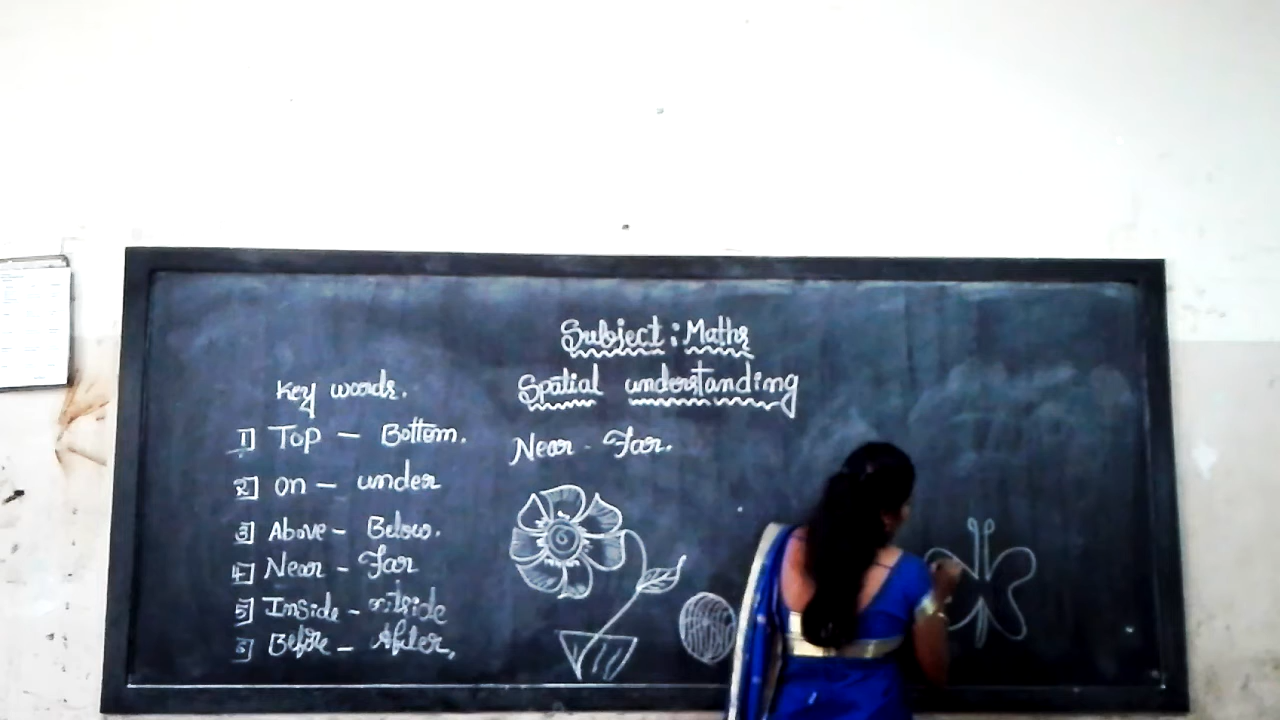 Subject : Maths
Spatial understanding
Key words.
1] Top - Bottom.
2] on - under
3] Above - Below.
4] Near - Far
5] Inside - outside
6] Before - After,
Near - Far.